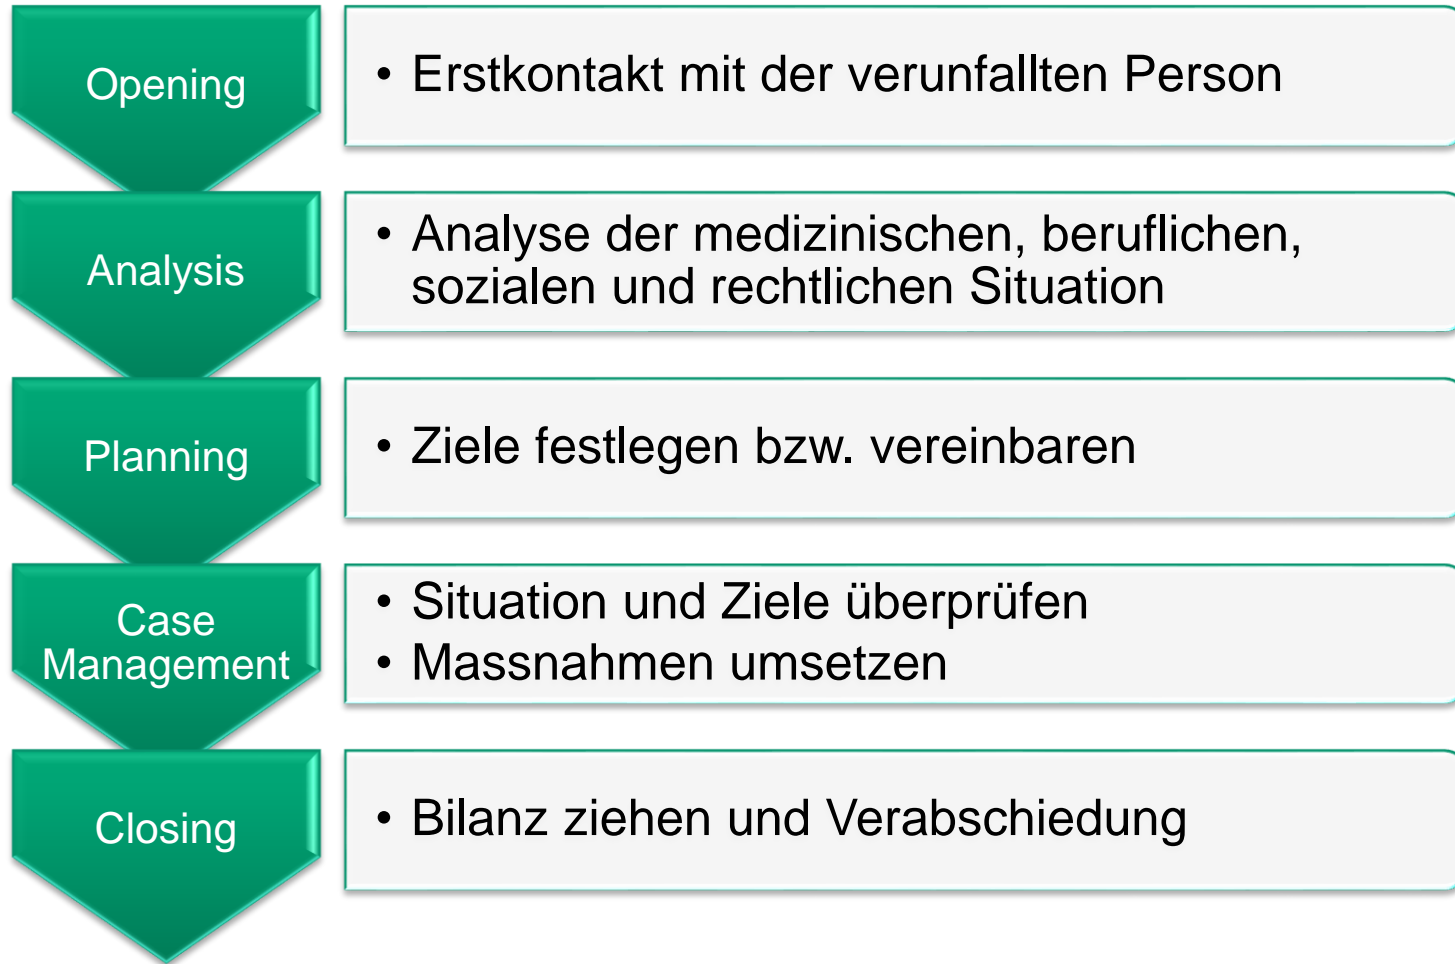 Opening
• Erstkontakt mit der verunfallten Person
Analysis
• Analyse der medizinischen, beruflichen,
sozialen und rechtlichen Situation
Planning
• Ziele festlegen bzw. vereinbaren
Case
Management
• Situation und Ziele überprüfen
• Massnahmen umsetzen
Closing
• Bilanz ziehen und Verabschiedung